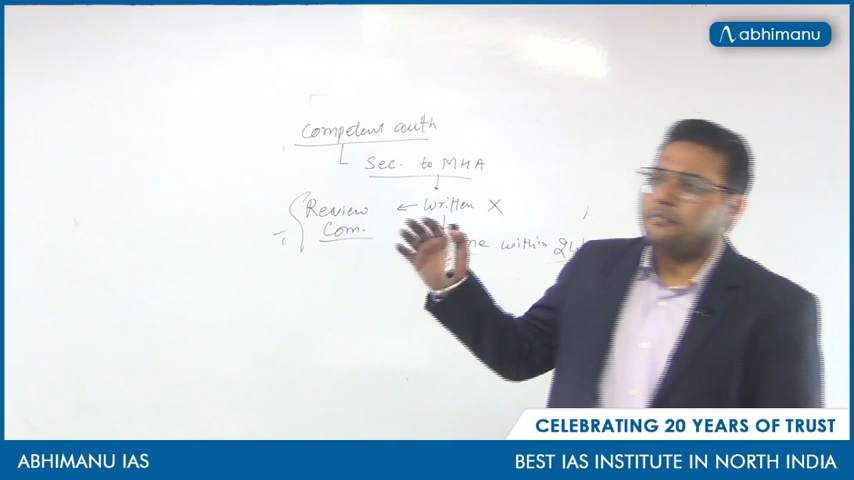 abhimanu
Competent auth
Sec. to MHA
Review ← written X
Com.
within
CELEBRATING 20 YEARS OF TRUST
ABHIMANU IAS
BEST IAS INSTITUTE IN NORTH INDIA